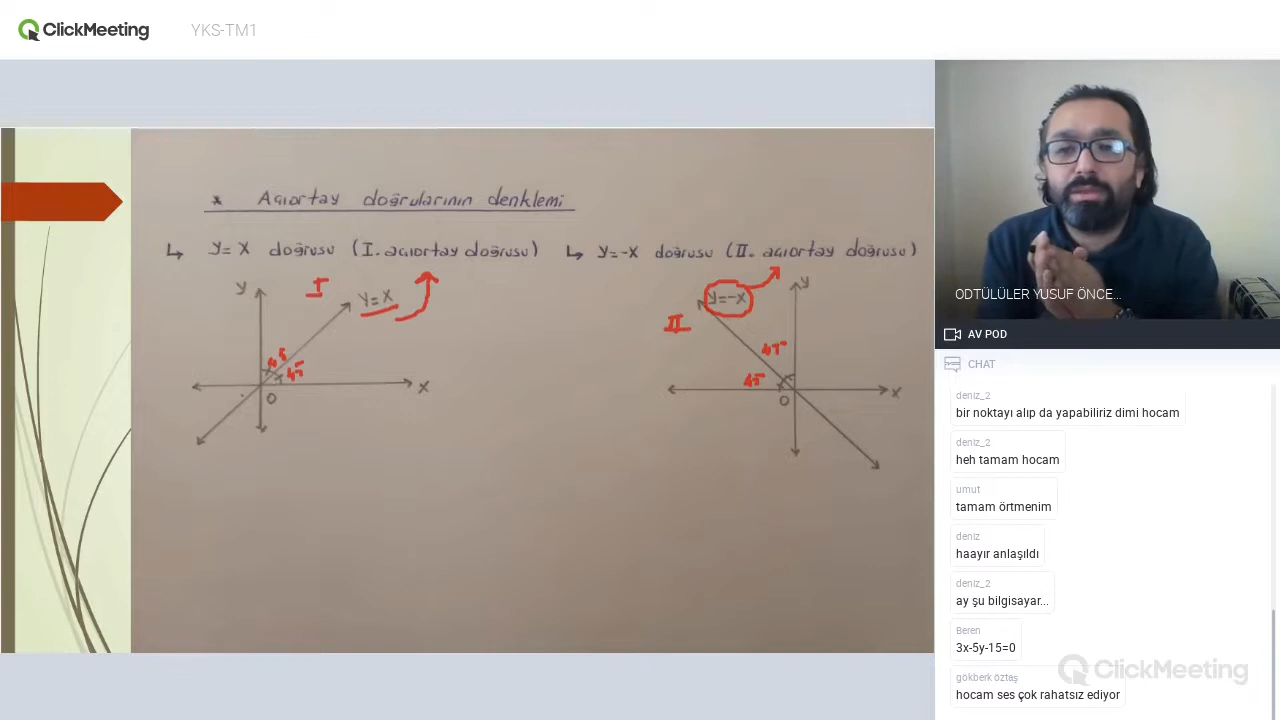 ClickMeeting
YKS-TM1
* Açıortay doğrularının denklemi
↳ y=x doğrusu (I. açıortay doğrusu)
↳ y=-x doğrusu (II. açıortay doğrusu)
y
I
y=x
45
45
x
0
y=-x
y
II
45
45
x
0
ODTÜLÜLER YUSUF ÖNCE...
AV POD
CHAT
deniz_2
bir noktayı alıp da yapabiliriz dimi hocam
deniz_2
heh tamam hocam
umut
tamam örtmenim
deniz
haayır anlaşıldı
deniz_2
ay şu bilgisayar...
Beren
3x-5y-15=0
gökberk öztaş
hocam ses çok rahatsız ediyor
ClickMeeting